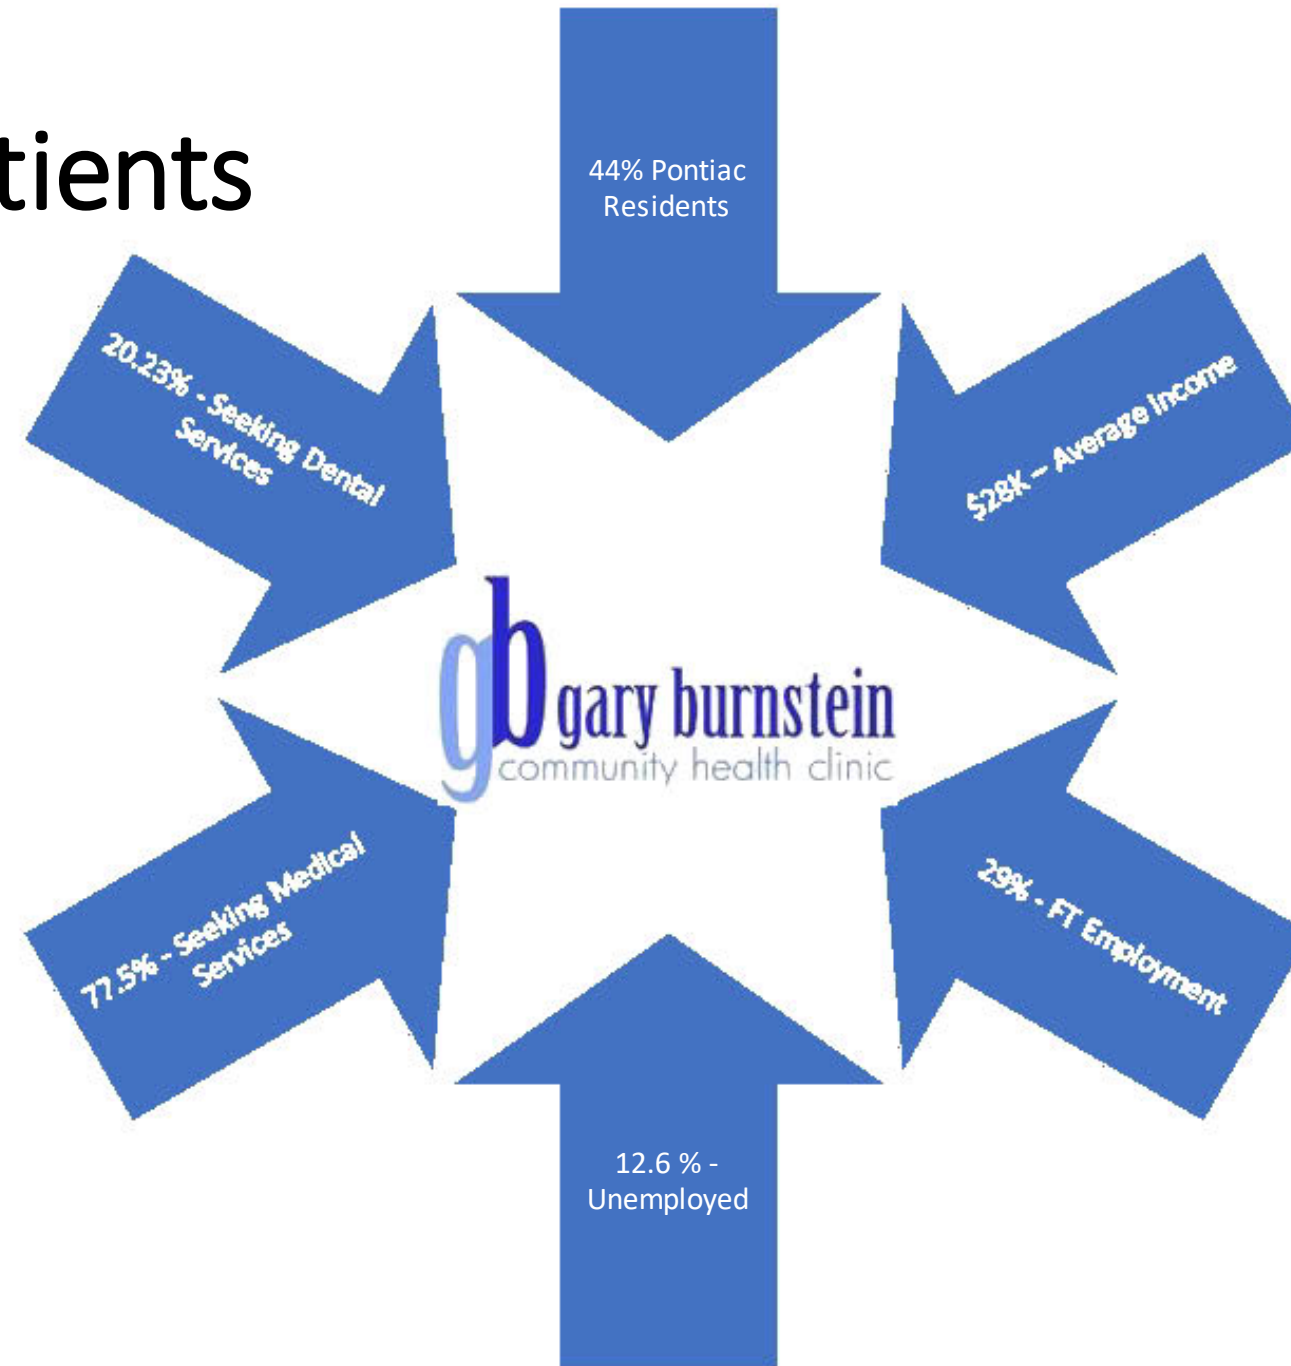 tients
44% Pontiac
Residents
20.23% - Seeking Dental
Services
$28K – Average Income
gb gary burnstein
community health clinic
77.5% - Seeking Medical
Services
29% - FT Employment
12.6 % -
Unemployed